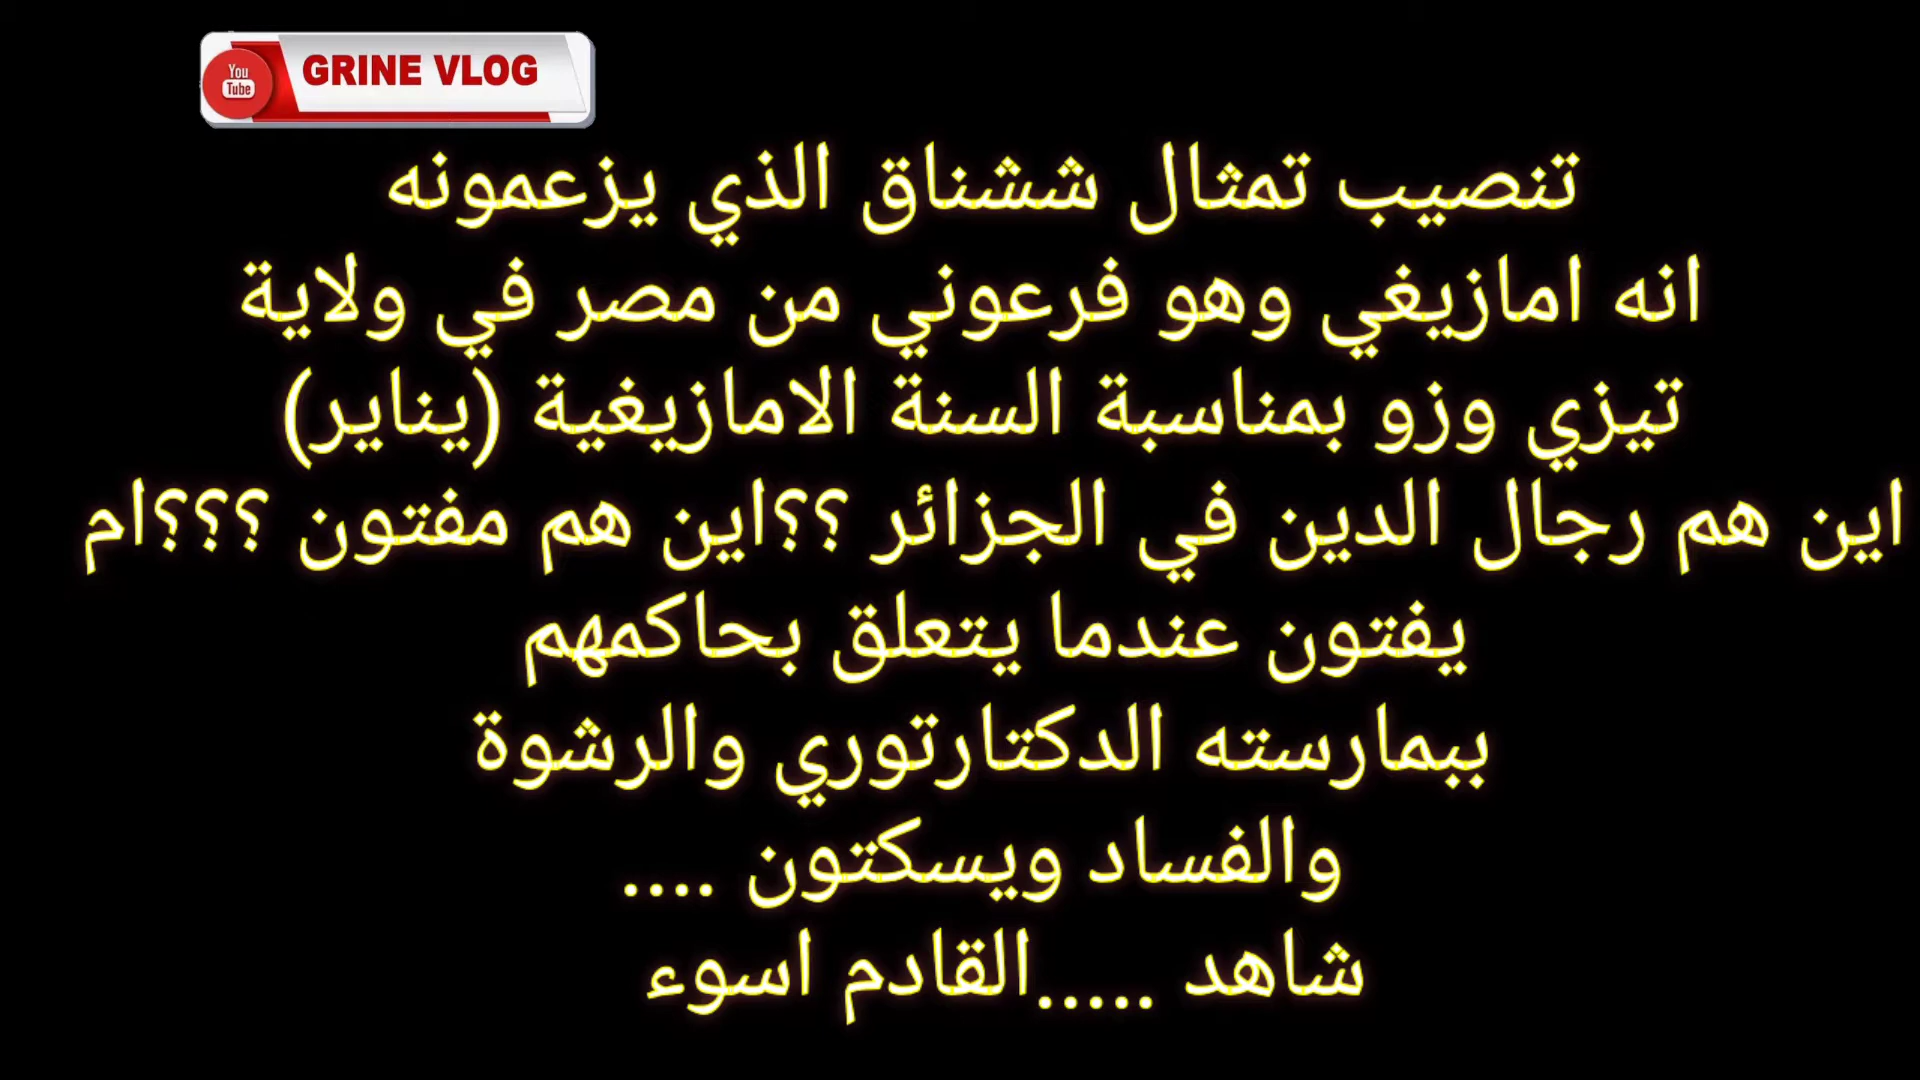 You
Tube
GRINE VLOG
تنصيب تمثال ششناق الذي يزعمونه
انه امازيغي وهو فرعوني من مصر في ولاية
تيزي وزو بمناسبة السنة الامازيغية (يناير)
اين هم رجال الدين في الجزائر ؟؟اين هم مفتون ؟؟؟ام
يفتون عندما يتعلق بحاكمهم
ببمارسته الدكتارتوري والرشوة
والفساد ويسكتون ....
شاهد .....القادم اسوء